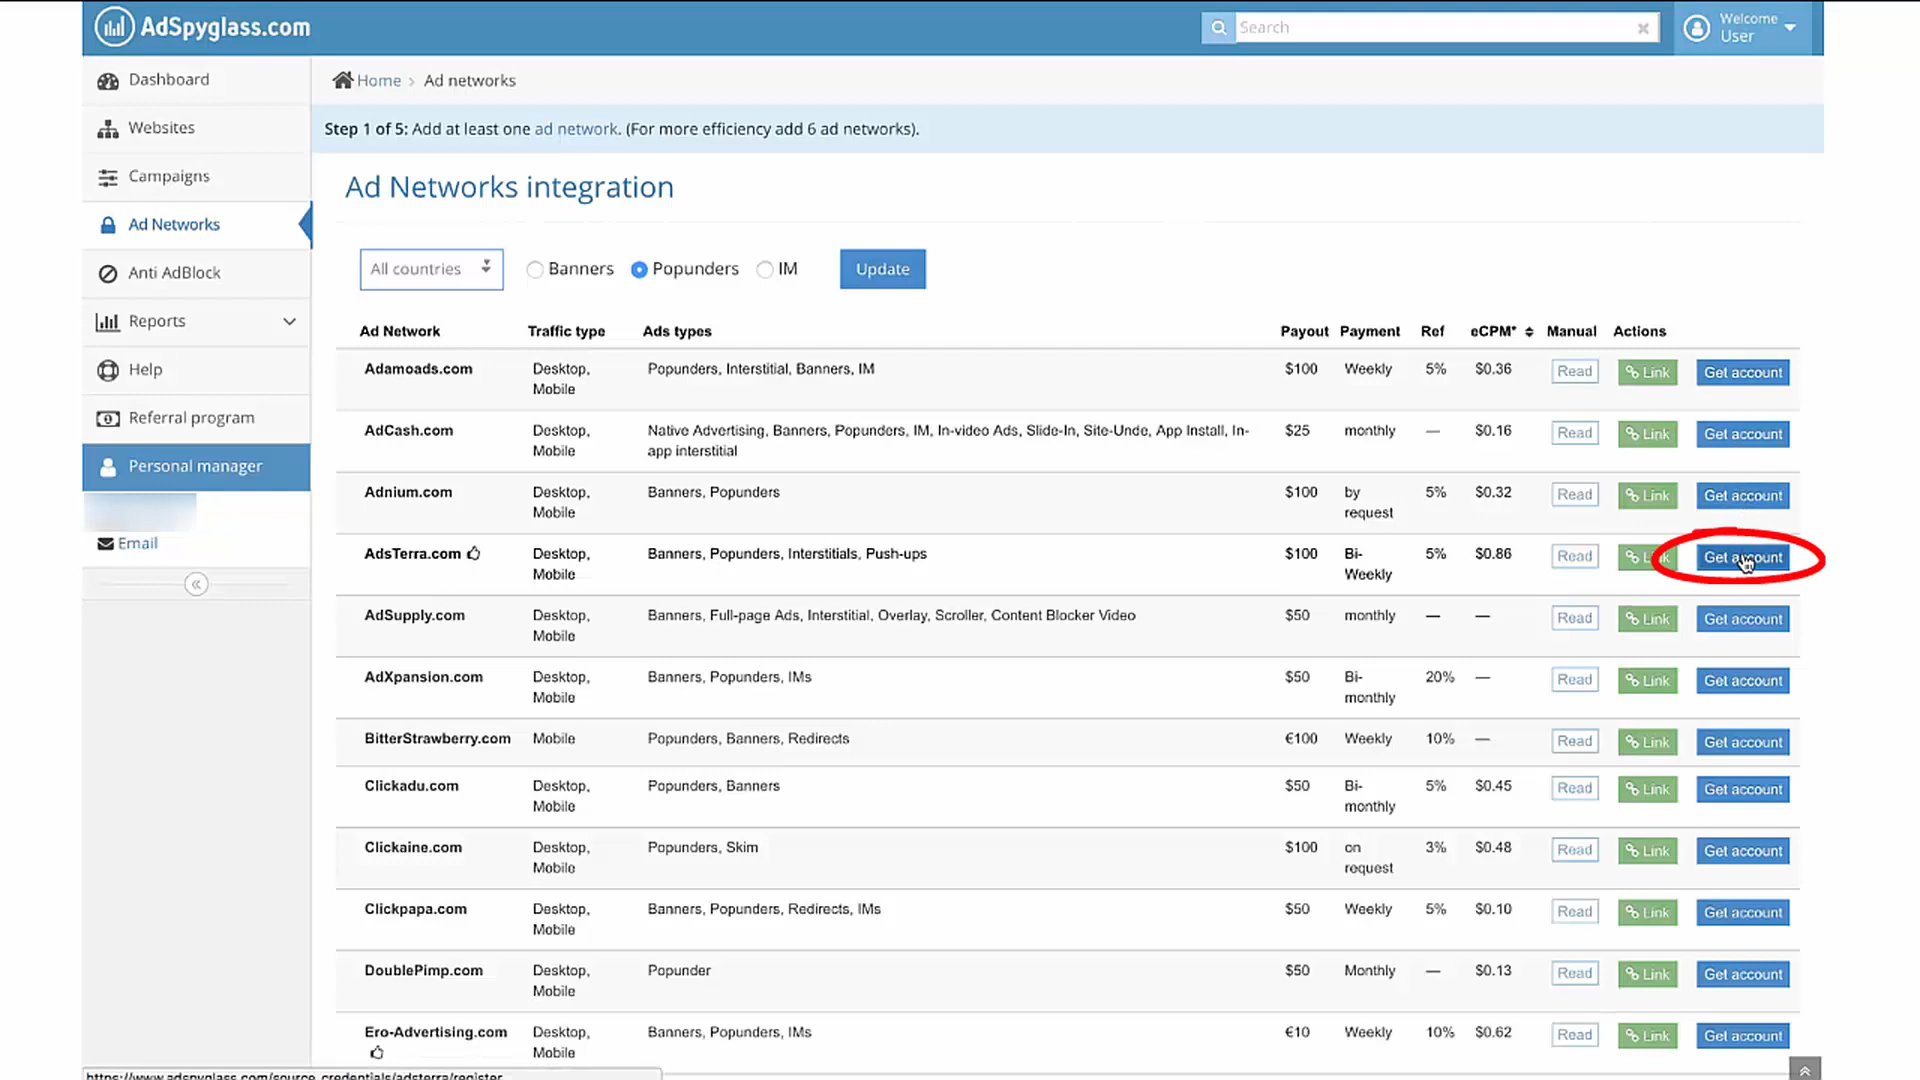 AdSpyglass.com
Search
Welcome
User
Dashboard
Websites
Campaigns
Ad Networks
Anti AdBlock
Reports
Help
Referral program
Personal manager
Email
Home > Ad networks
Step 1 of 5: Add at least one ad network. (For more efficiency add 6 ad networks).
Ad Networks integration
All countries Banners Popunders IM Update
Ad Network Traffic type Ads types Payout Payment Ref eCPM* Manual Actions
Adamoads.com Desktop, Popunders, Interstitial, Banners, IM $100 Weekly 5% $0.36 Read Link Get account
Mobile
AdCash.com Desktop, Native Advertising, Banners, Popunders, IM, In-video Ads, Slide-In, Site-Unde, App Install, In- $25 monthly — $0.16 Read Link Get account
Mobile app interstitial
Adnium.com Desktop, Banners, Popunders $100 by 5% $0.32 Read Link Get account
Mobile request
AdsTerra.com Desktop, Banners, Popunders, Interstitials, Push-ups $100 Bi- 5% $0.86 Read Get account
Mobile Weekly
AdSupply.com Desktop, Banners, Full-page Ads, Interstitial, Overlay, Scroller, Content Blocker Video $50 monthly — — Read Link Get account
Mobile
AdXpansion.com Desktop, Banners, Popunders, IMs $50 Bi- 20% — Read Link Get account
Mobile monthly
BitterStrawberry.com Mobile Popunders, Banners, Redirects €100 Weekly 10% — Read Link Get account
Clickadu.com Desktop, Popunders, Banners $50 Bi- 5% $0.45 Read Link Get account
Mobile monthly
Clickaine.com Desktop, Popunders, Skim $100 on 3% $0.48 Read Link Get account
Mobile request
Clickpapa.com Desktop, Banners, Popunders, Redirects, IMs $50 Weekly 5% $0.10 Read Link Get account
Mobile
DoublePimp.com Desktop, Popunder $50 Monthly — $0.13 Read Link Get account
Mobile
Ero-Advertising.com Desktop, Banners, Popunders, IMs €10 Weekly 10% $0.62 Read Link Get account
Mobile
https://www.adspyglass.com/source_credentials/adsterra/register